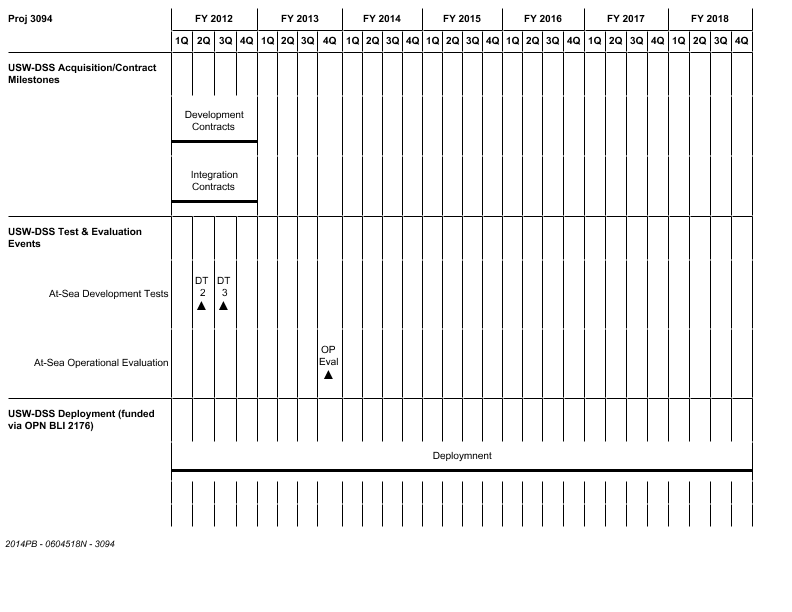 Proj 3094 FY 2012 FY 2013 FY 2014 FY 2015 FY 2016 FY 2017 FY 2018
1Q 2Q 3Q 4Q 1Q 2Q 3Q 4Q 1Q 2Q 3Q 4Q 1Q 2Q 3Q 4Q 1Q 2Q 3Q 4Q 1Q 2Q 3Q 4Q 1Q 2Q 3Q 4Q
USW-DSS Acquisition/Contract
Milestones
Development
Contracts
Integration
Contracts
USW-DSS Test & Evaluation
Events
DT DT
2 3
At-Sea Development Tests
OP
Eval
At-Sea Operational Evaluation
USW-DSS Deployment (funded
via OPN BLI 2176)
Deploymnent
2014PB - 0604518N - 3094